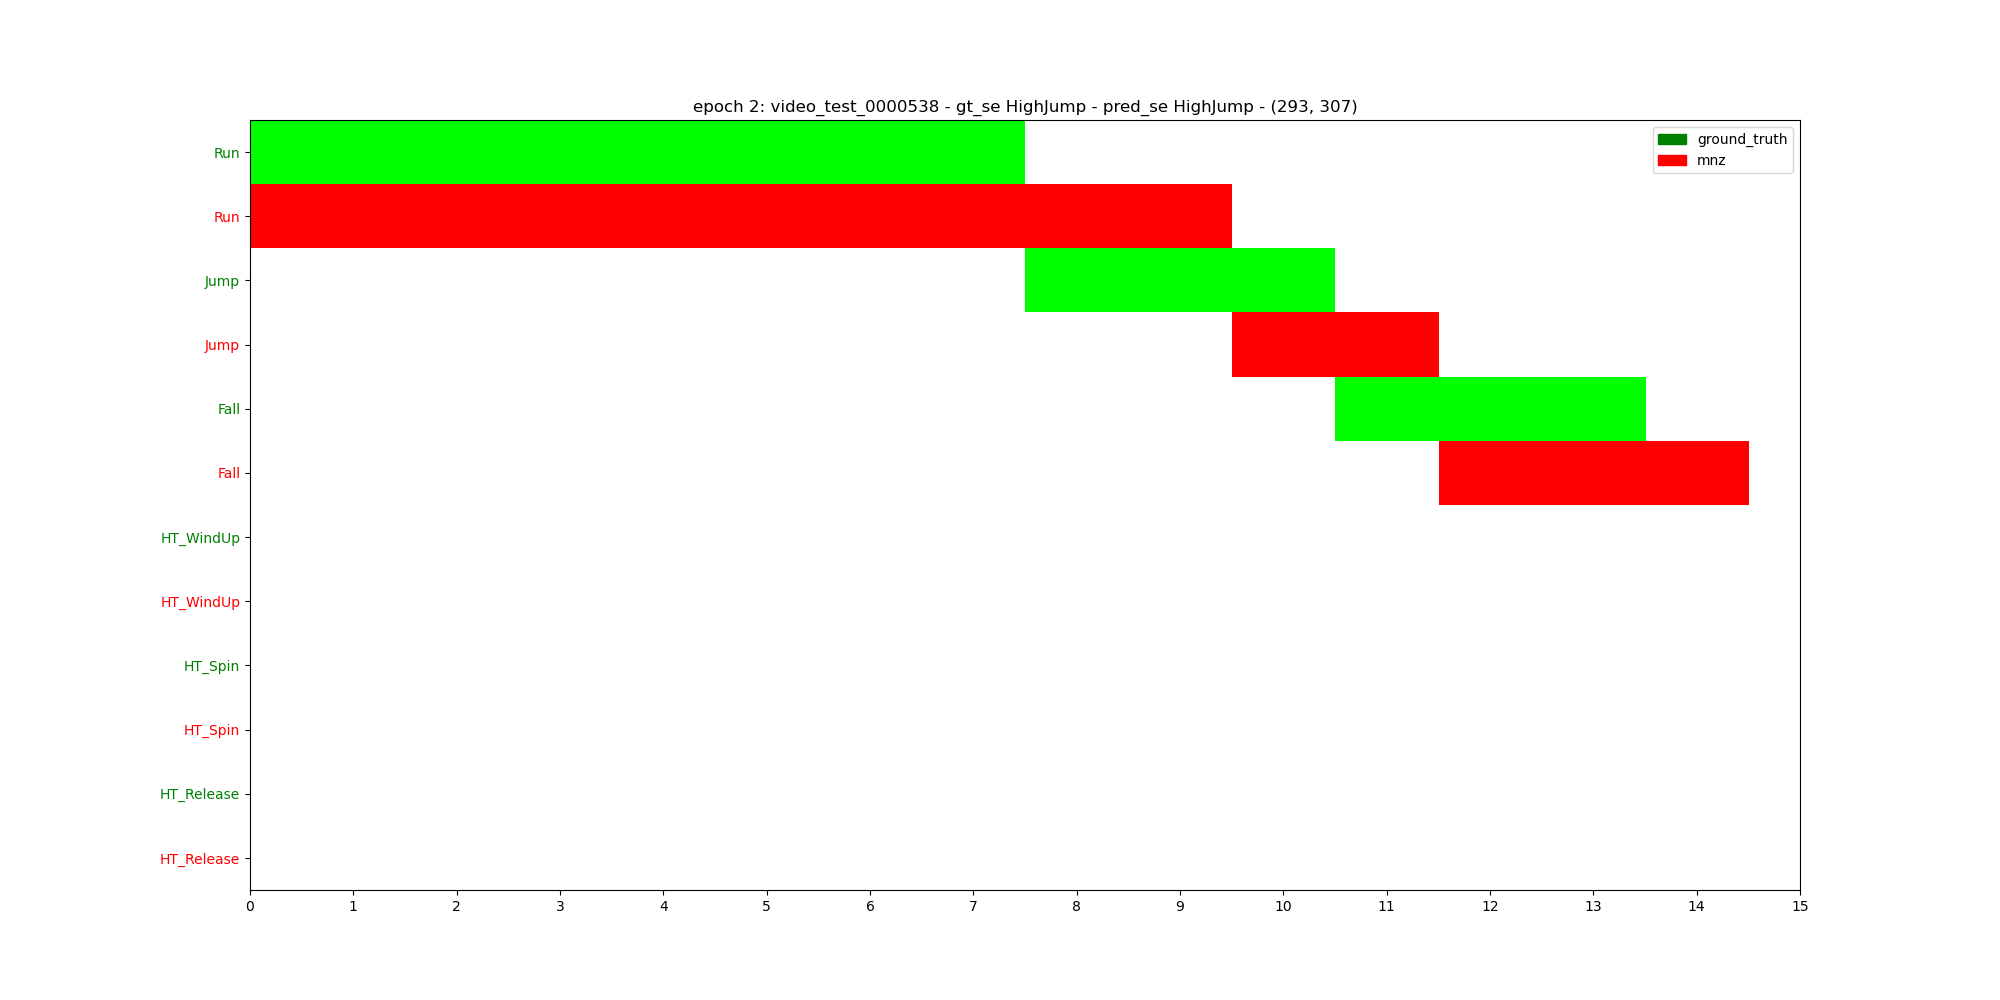 epoch 2: video_test_0000538 - gt_se HighJump - pred_se HighJump - (293, 307)
ground_truth
mnz
Run
Run
Jump
Jump
Fall
Fall
HT_WindUp
HT_WindUp
HT_Spin
HT_Spin
HT_Release
HT_Release
0 1 2 3 4 5 6 7 8 9 10 11 12 13 14 15